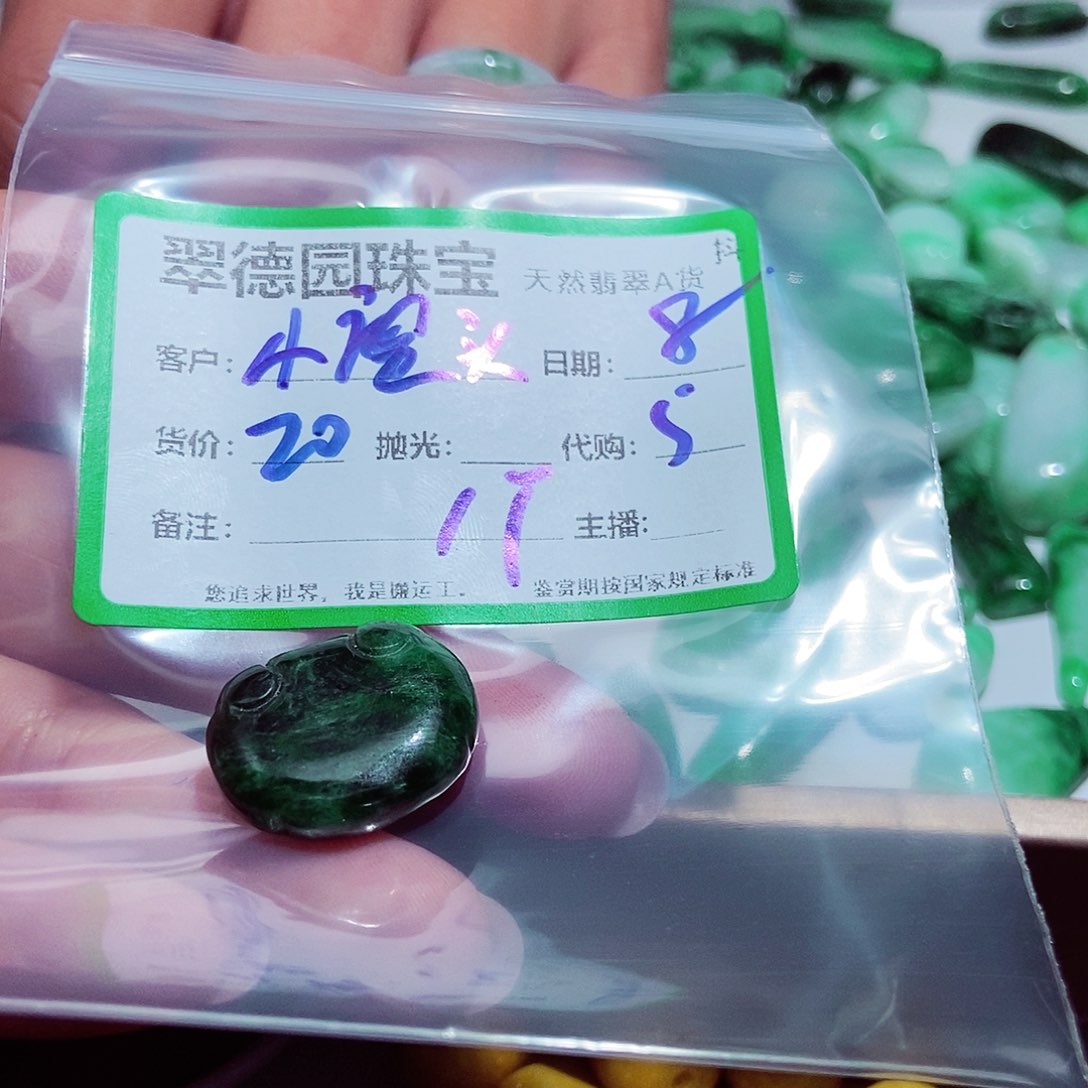 翠德园珠宝 天然翡翠A货 抖
客户: 日期: 8
货价: 20 抛光: 代购: 5
备注: 主播:
您追求世界，我是搬运工。 鉴赏期按国家规定标准